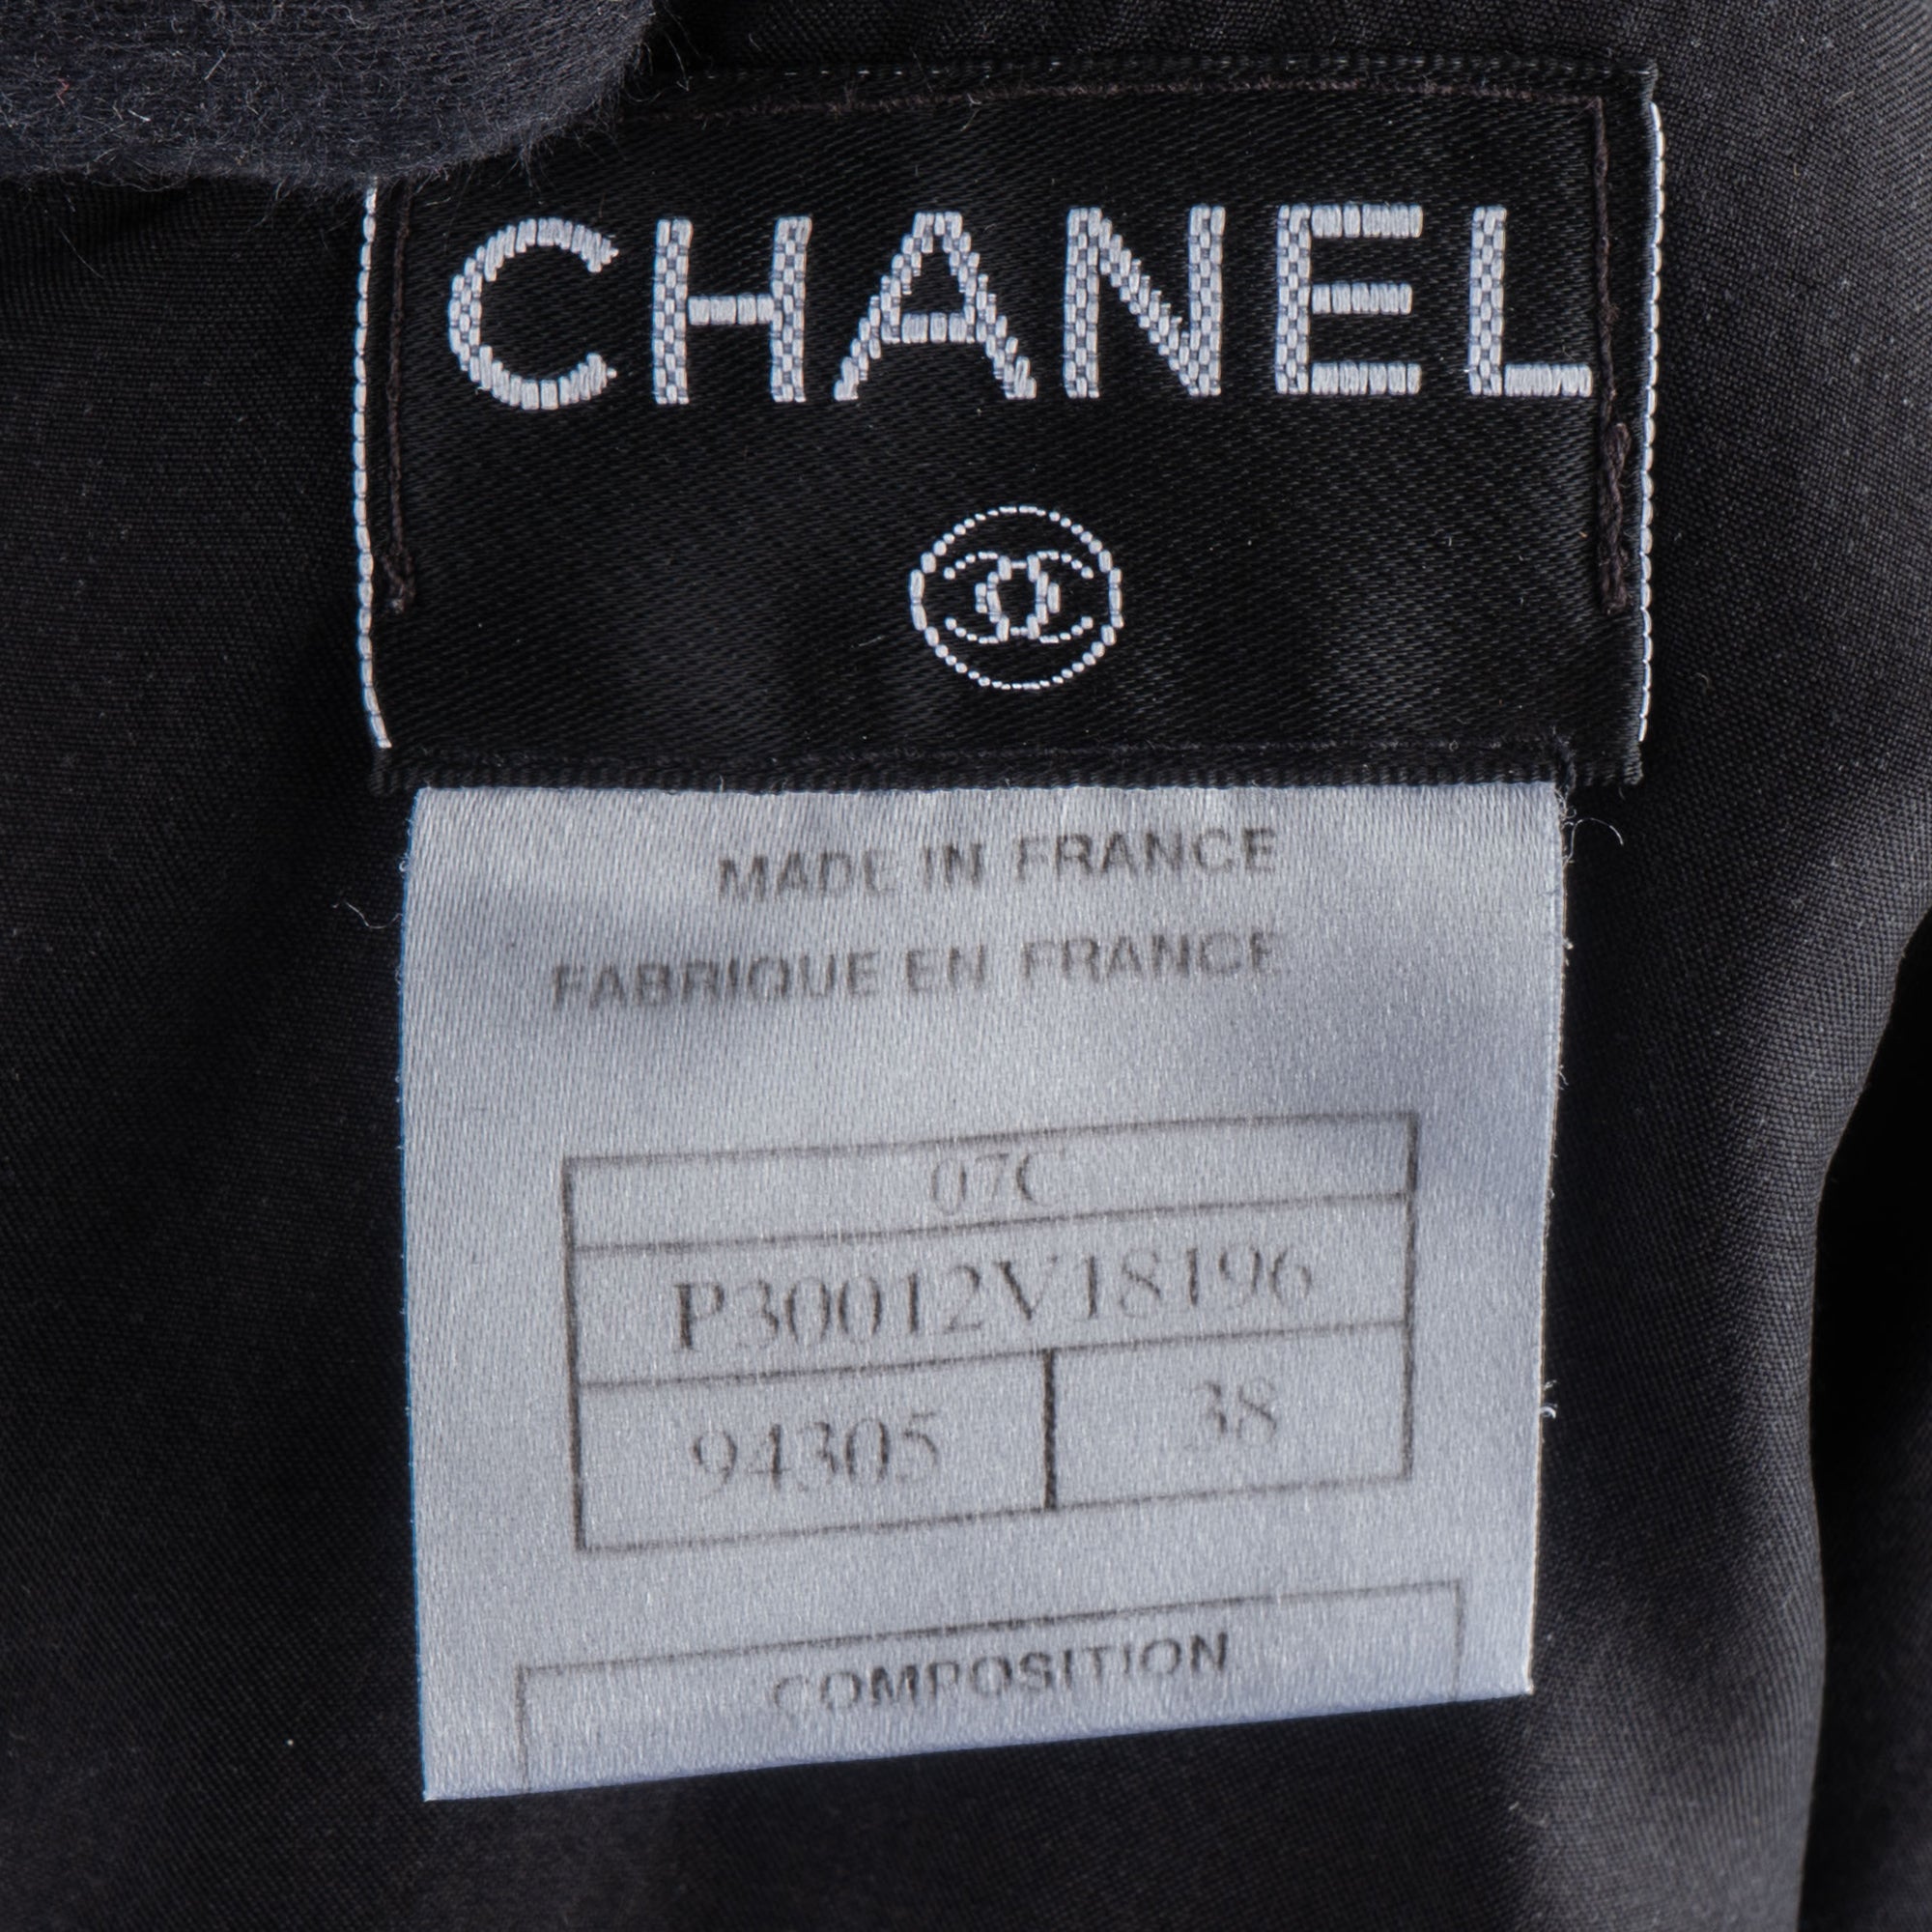 CHANEL
MADE IN FRANCE
FABRIQUE EN FRANCE
07C
P30012V18196
94305 38
COMPOSITION